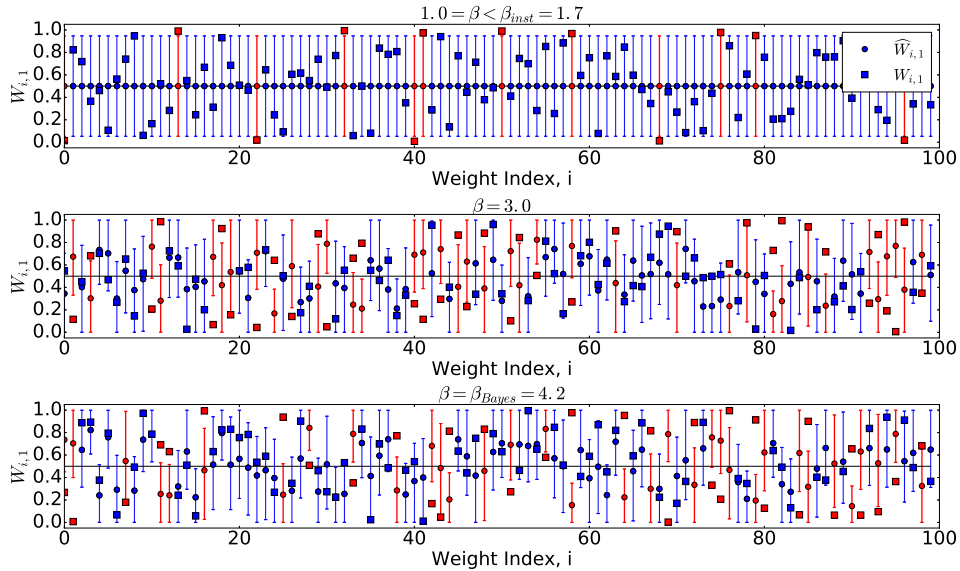 1.0 = β < β_inst = 1.7
1.0
0.8
0.6
0.4
0.2
0.0
W_{i,1}
Ŵ_{i,1}
W_{i,1}
0 20 40 60 80 100
Weight Index, i
β = 3.0
1.0
0.8
0.6
0.4
0.2
0.0
W_{i,1}
0 20 40 60 80 100
Weight Index, i
β = β_Bayes = 4.2
1.0
0.8
0.6
0.4
0.2
0.0
W_{i,1}
0 20 40 60 80 100
Weight Index, i